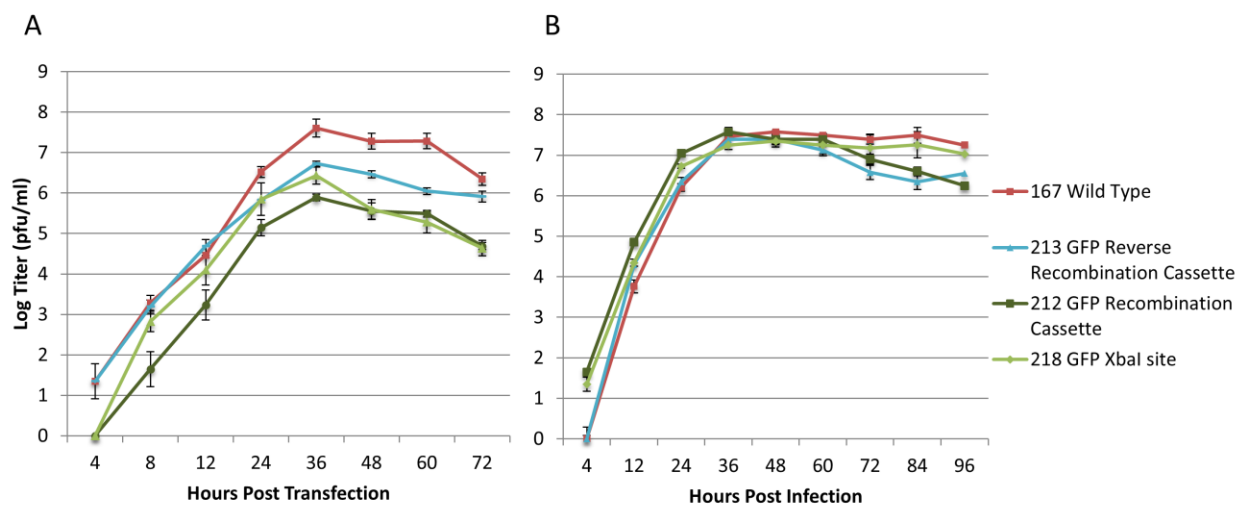 A
B
Log Titer (pfu/ml)
9
8
7
6
5
4
3
2
1
0
4 8 12 24 36 48 60 72
Hours Post Transfection
9
8
7
6
5
4
3
2
1
0
4 12 24 36 48 60 72 84 96
Hours Post Infection
167 Wild Type
213 GFP Reverse
Recombination Cassette
212 GFP Recombination
Cassette
218 GFP XbaI site